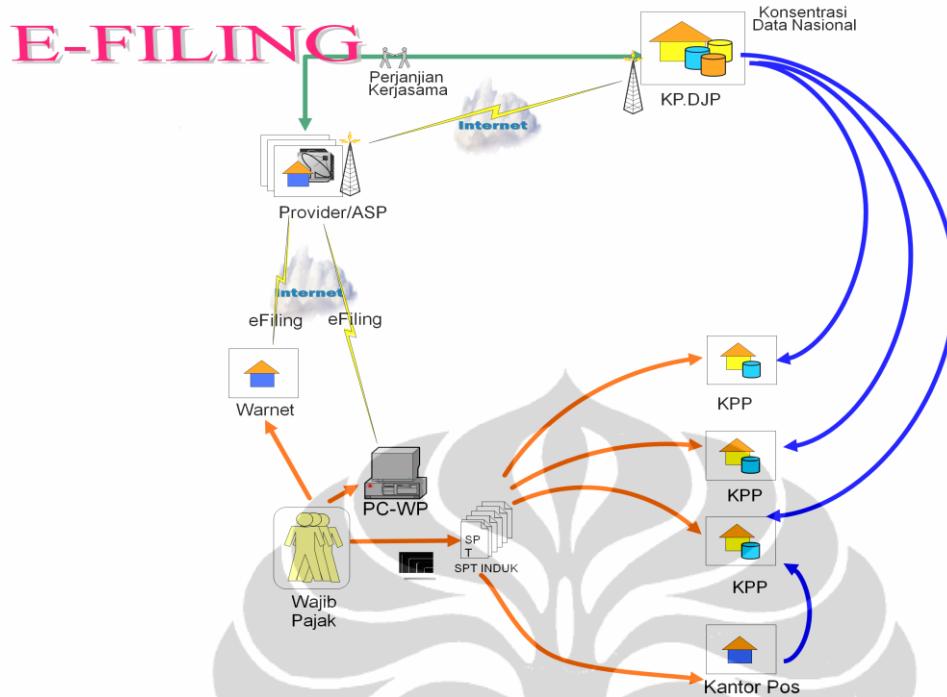 E-FILING
Konsentrasi
Data Nasional
Perjanjian
Kerjasama
KP.DJP
Internet
Provider/ASP
Internet
eFiling eFiling
Warnet
KPP
PC-WP
KPP
SP
T
SPT INDUK
KPP
Wajib
Pajak
Kantor Pos